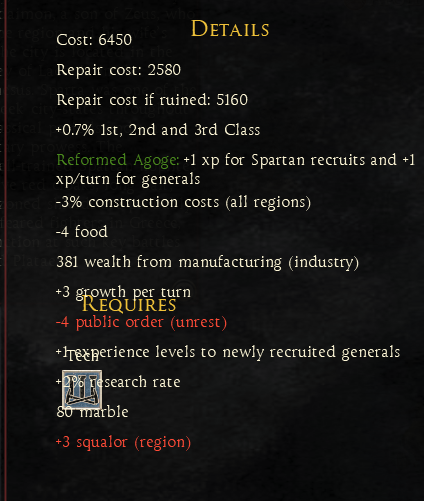 Details
Cost: 6450
Repair cost: 2580
Repair cost if ruined: 5160
+0.7% 1st, 2nd and 3rd Class
Reformed Agoge: +1 xp for Spartan recruits and +1
xp/turn for generals
-3% construction costs (all regions)
-4 food
381 wealth from manufacturing (industry)
+3 growth per turn
Requires
-4 public order (unrest)
+1 experience levels to newly recruited generals
Tech
+2% research rate
80 marble
+3 squalor (region)